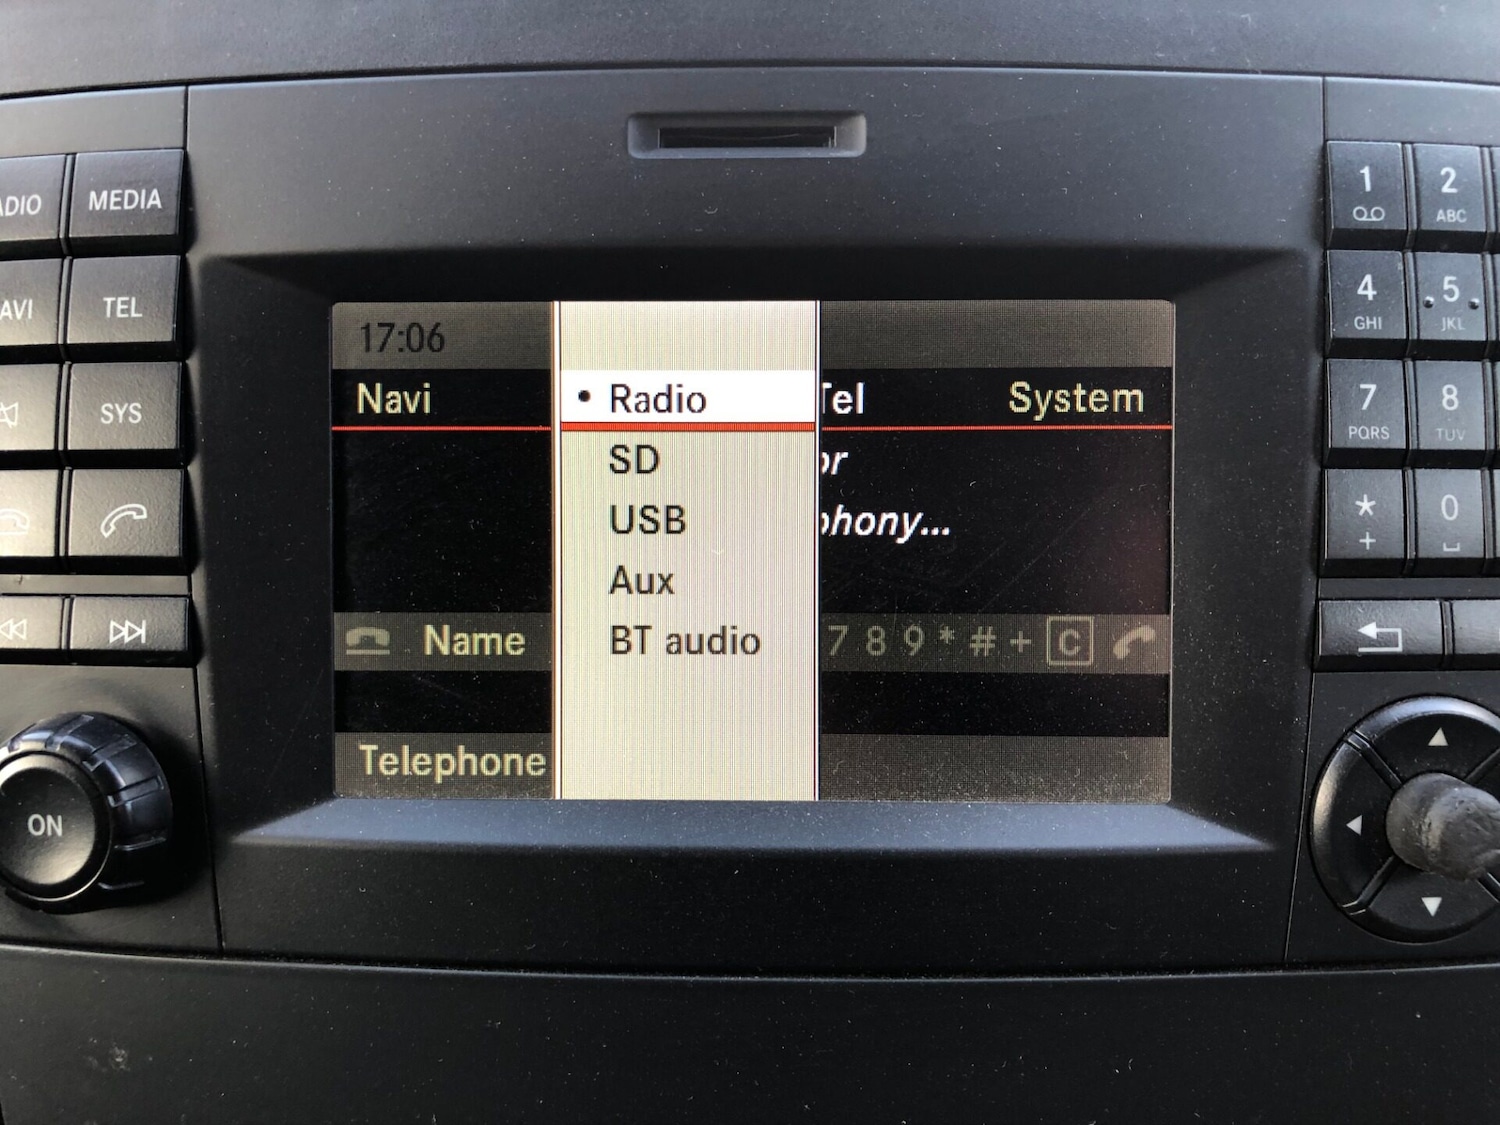 MEDIA
TEL
SYS
ON
17:06
Navi
• Radio
Tel
System
SD
USB
phony...
Aux
Name
BT audio
7 8 9 * # + C
Telephone
1
2
ABC
4
GHI
5
JKL
7
PQRS
8
TUV
*
+
0